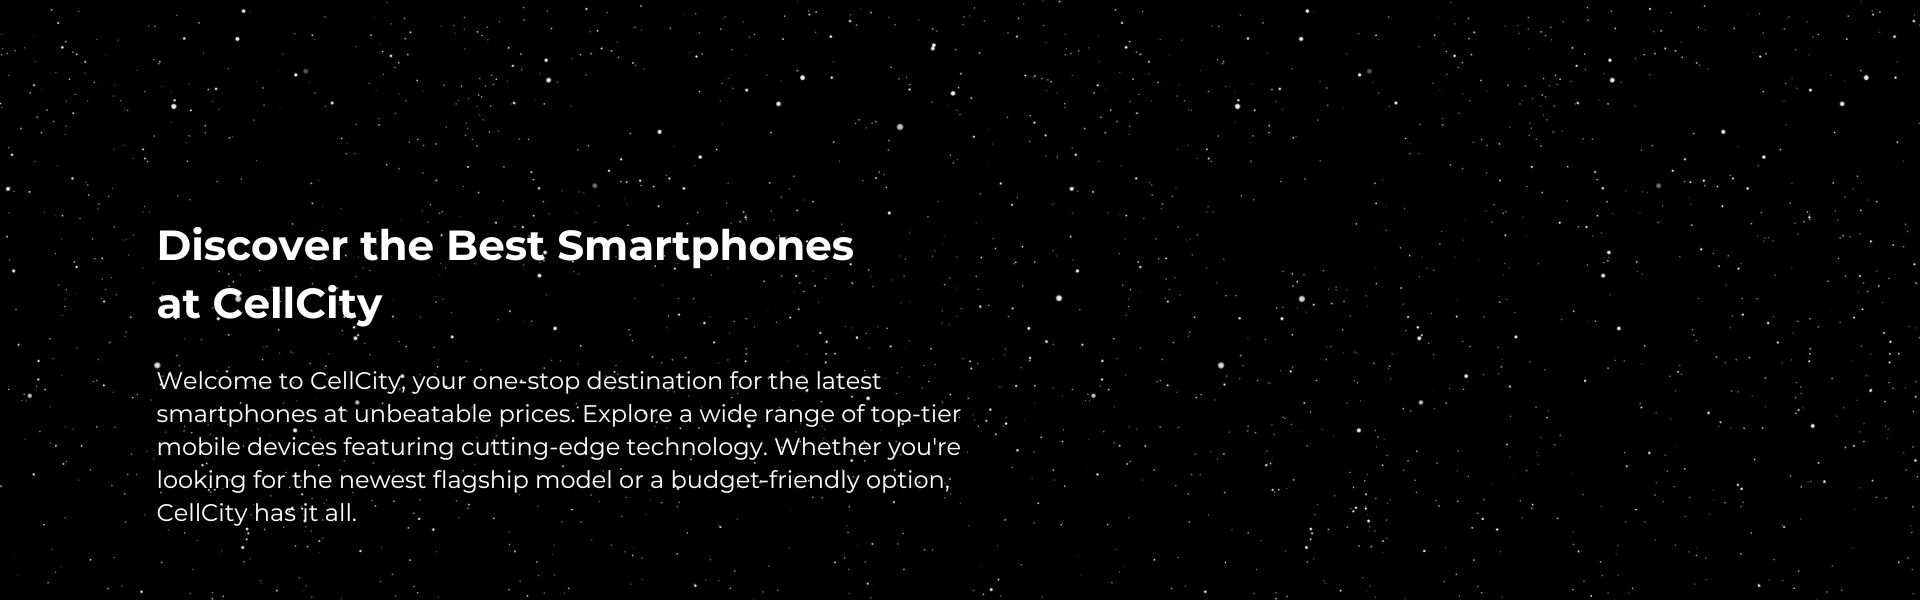 Discover the Best Smartphones
at CellCity
Welcome to CellCity, your one-stop destination for the latest
smartphones at unbeatable prices. Explore a wide range of top-tier
mobile devices featuring cutting-edge technology. Whether you're
looking for the newest flagship model or a budget-friendly option,
CellCity has it all.